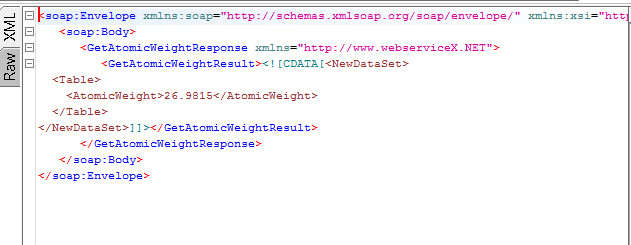 XML
Raw
<soap:Envelope xmlns:soap="http://schemas.xmlsoap.org/soap/envelope/" xmlns:xsi="htt
<soap:Body>
<GetAtomicWeightResponse xmlns="http://www.webserviceX.NET">
<GetAtomicWeightResult><![CDATA[<NewDataSet>
<Table>
<AtomicWeight>26.9815</AtomicWeight>
</Table>
</NewDataSet>]]></GetAtomicWeightResult>
</GetAtomicWeightResponse>
</soap:Body>
</soap:Envelope>